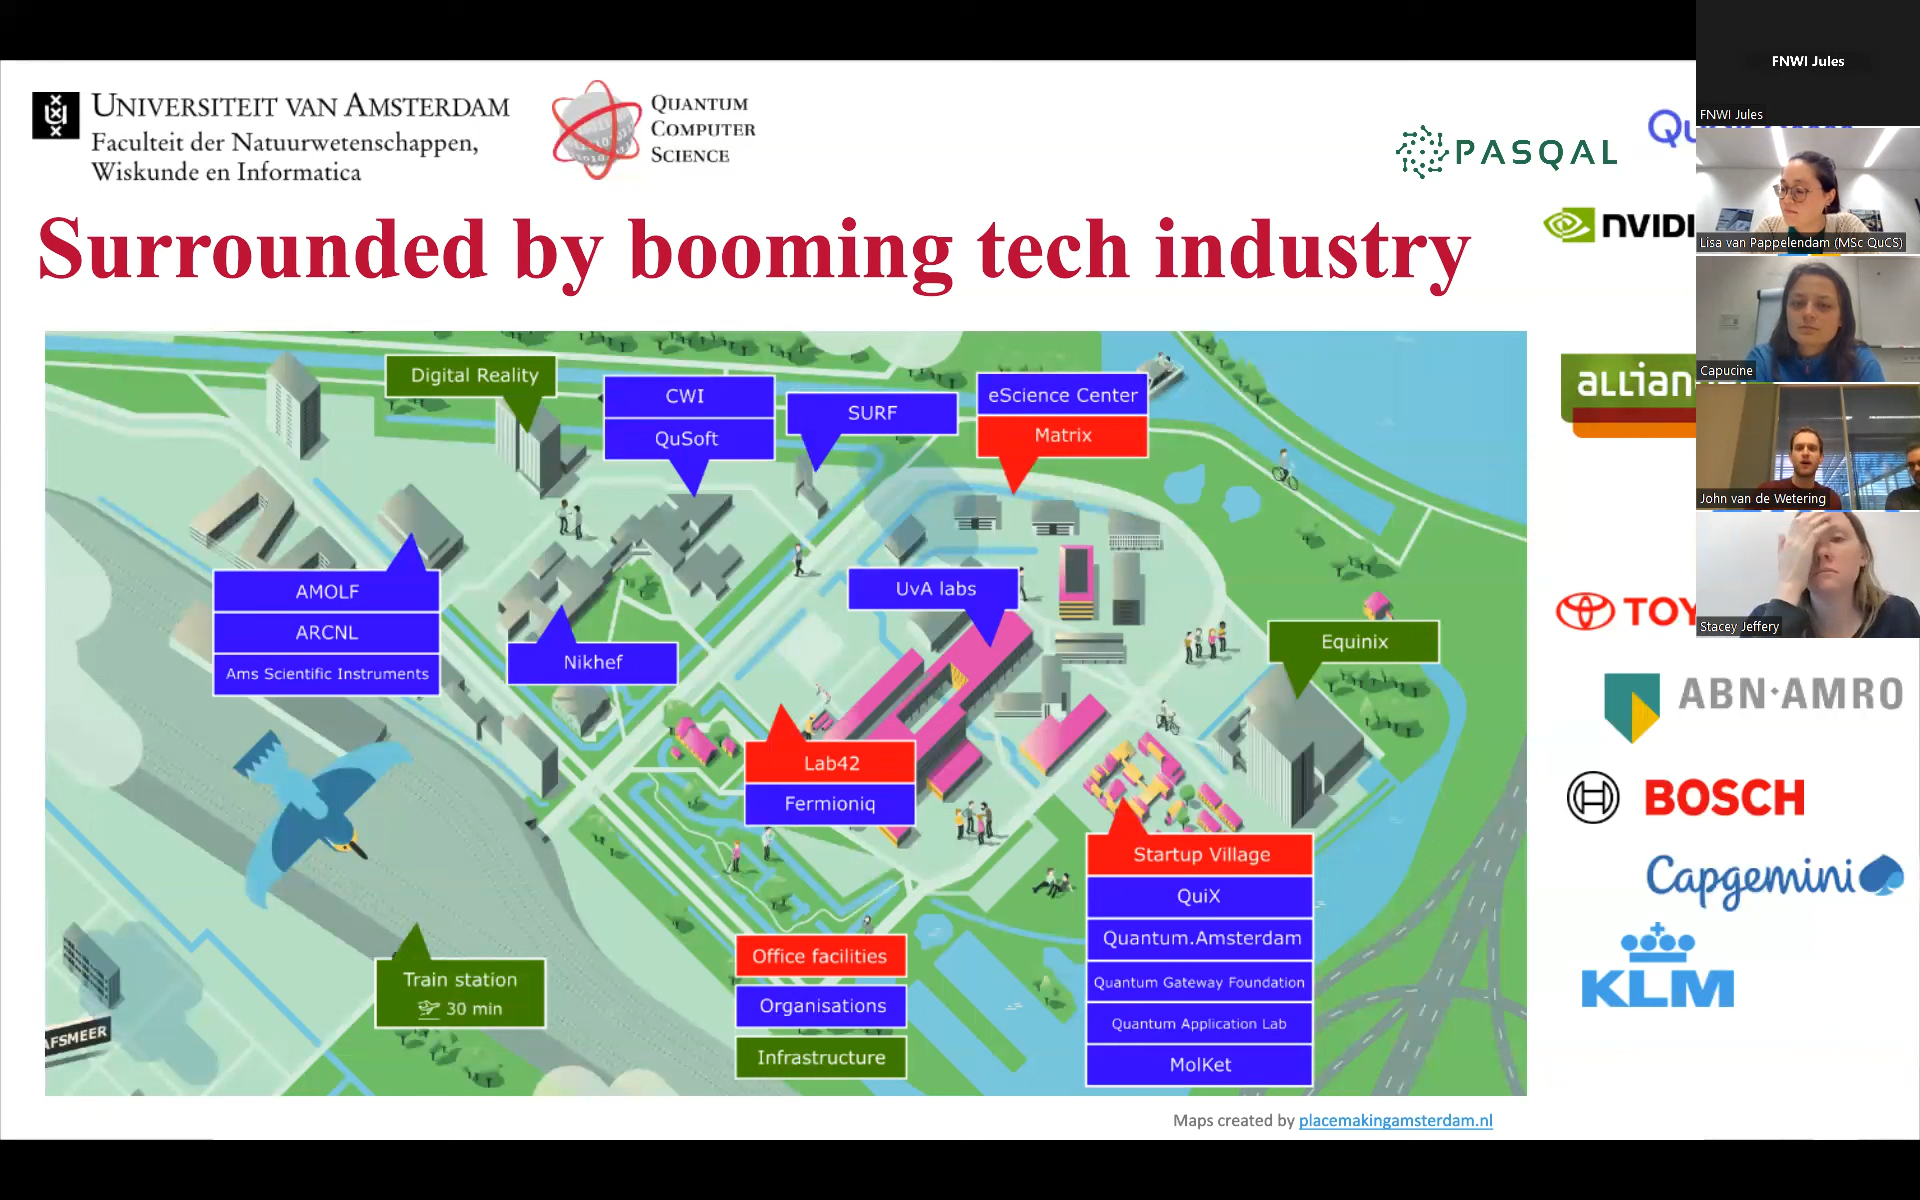 UNIVERSITEIT VAN AMSTERDAM
Faculteit der Natuurwetenschappen,
Wiskunde en Informatica
QUANTUM
COMPUTER
SCIENCE
PASQAL
Qu
NVIDI
Surrounded by booming tech industry
Digital Reality
CWI
QuSoft
SURF
eScience Center
Matrix
AMOLF
ARCNL
Ams Scientific Instruments
Nikhef
UvA labs
Equinix
Lab42
Fermioniq
Startup Village
QuiX
Quantum.Amsterdam
Quantum Gateway Foundation
Quantum Application Lab
MolKet
Train station
30 min
Office facilities
Organisations
Infrastructure
AFSMEER
Maps created by placemakingamsterdam.nl
allian
TOY
ABN·AMRO
BOSCH
Capgemini
KLM
FNWI Jules
FNWI Jules
Lisa van Pappelendam (MSc QuCS)
Capucine
John van de Wetering
Stacey Jeffery